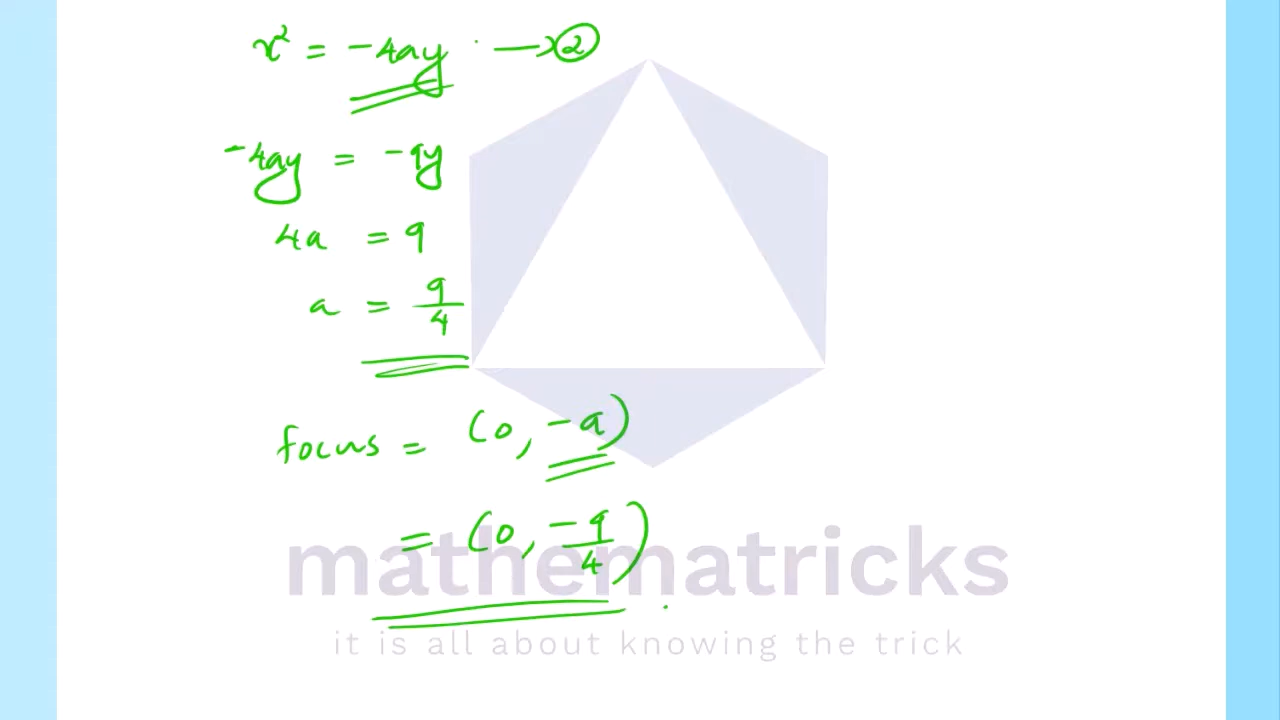 x² = -4ay → ②
-4ay = -9y
4a = 9
a = 9/4
focus = (0, -a)
= (0, -9/4)
mathematricks
it is all about knowing the trick